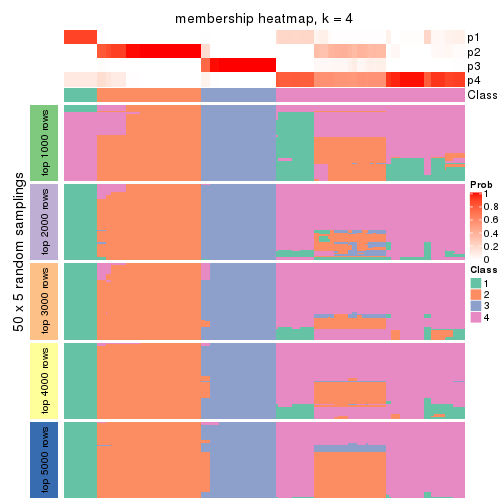 membership heatmap, k = 4
p1
p2
p3
p4
Class
50 x 5 random samplings
top 1000 rows
top 2000 rows
top 3000 rows
top 4000 rows
top 5000 rows
Prob
1
0.8
0.6
0.4
0.2
0
Class
1
2
3
4